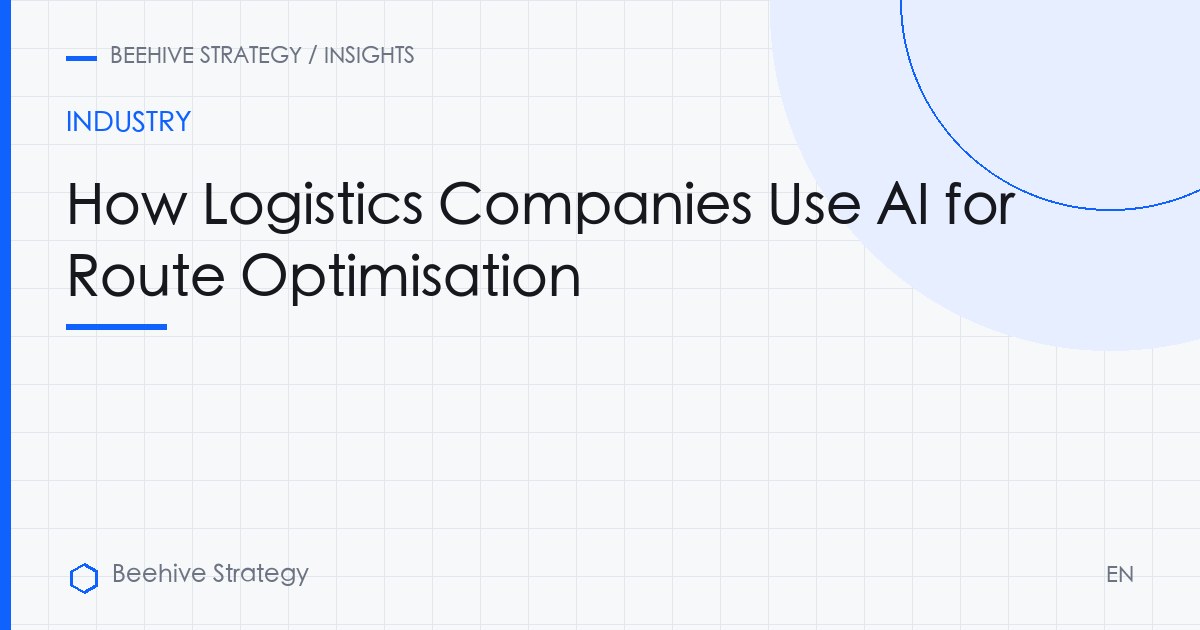 BEEHIVE STRATEGY / INSIGHTS
INDUSTRY
How Logistics Companies Use AI for
Route Optimisation
Beehive Strategy
EN